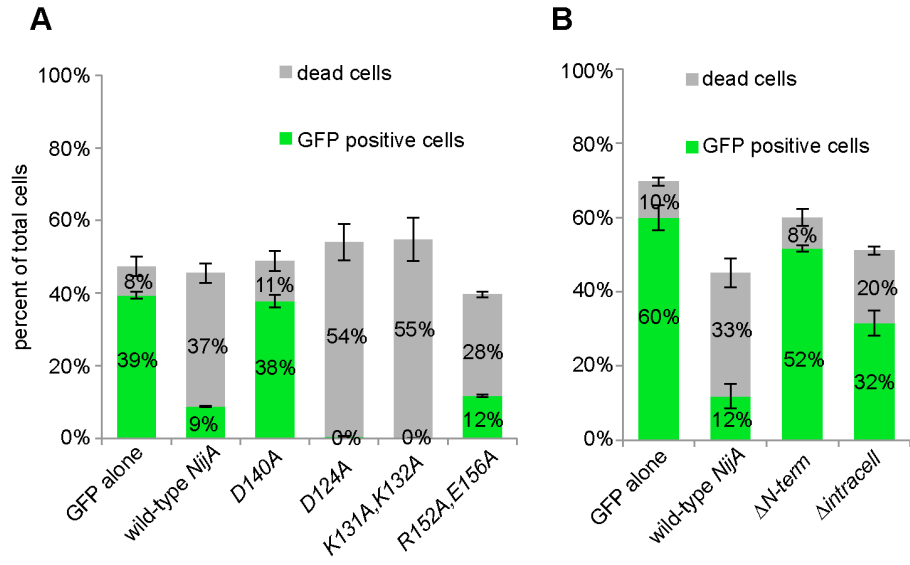 A
B
dead cells
GFP positive cells
percent of total cells
100%
80%
60%
40%
20%
0%
8%
39%
37%
9%
11%
38%
54%
0%
55%
0%
28%
12%
GFP alone
wild-type NijA
D140A
D124A
K131A,K132A
R152A,E156A
dead cells
GFP positive cells
100%
80%
60%
40%
20%
0%
10%
60%
33%
12%
8%
52%
20%
32%
GFP alone
wild-type NijA
ΔN-term
Δintracell